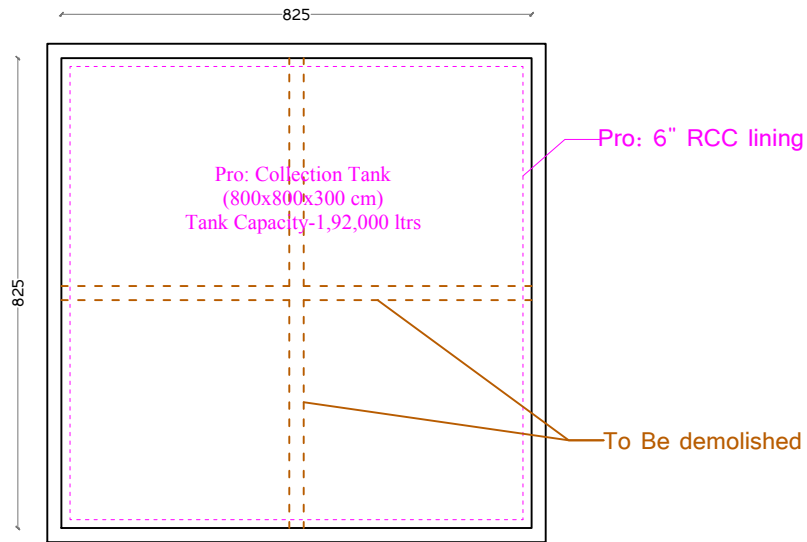 825
Pro: 6" RCC lining
Pro: Collection Tank
(800x800x300 cm)
Tank Capacity-1,92,000 ltrs
825
To Be demolished